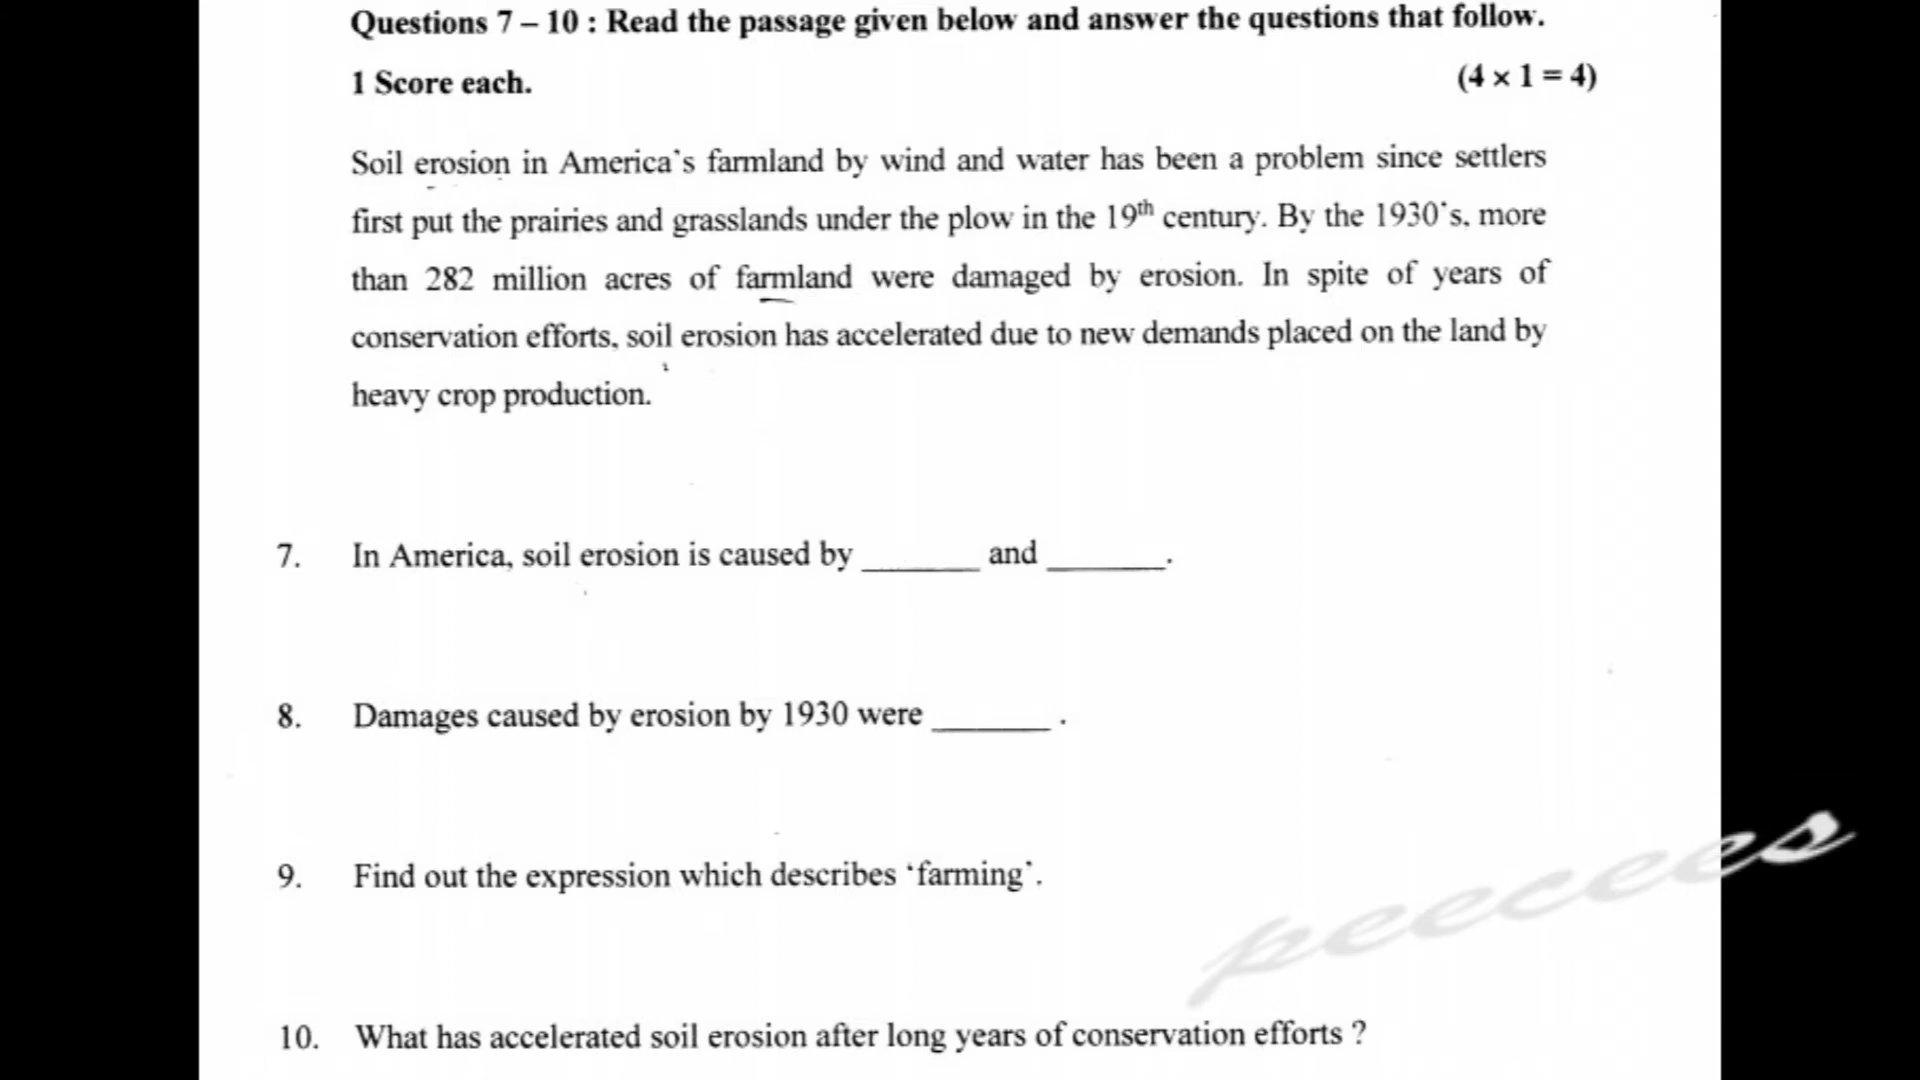 Questions 7 – 10 : Read the passage given below and answer the questions that follow.
1 Score each. (4 × 1 = 4)
Soil erosion in America's farmland by wind and water has been a problem since settlers
first put the prairies and grasslands under the plow in the 19th century. By the 1930's, more
than 282 million acres of farmland were damaged by erosion. In spite of years of
conservation efforts, soil erosion has accelerated due to new demands placed on the land by
heavy crop production.
7. In America, soil erosion is caused by _______ and _______.
8. Damages caused by erosion by 1930 were _______ .
9. Find out the expression which describes 'farming'.
10. What has accelerated soil erosion after long years of conservation efforts ?
peecees